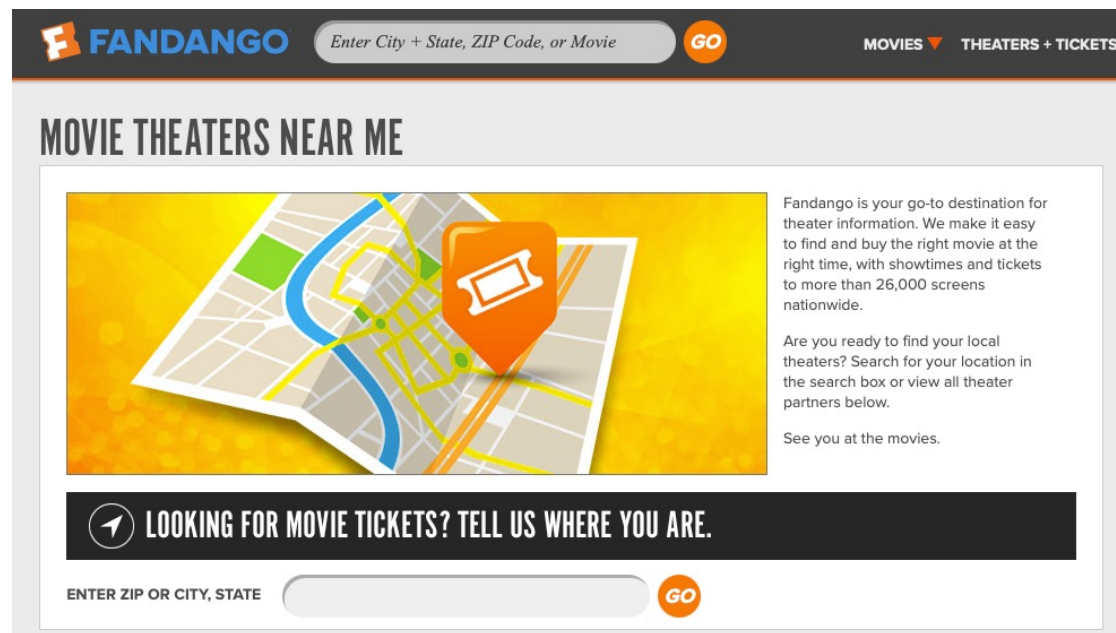 FANDANGO
Enter City + State, ZIP Code, or Movie
GO
MOVIES
THEATERS + TICKETS
MOVIE THEATERS NEAR ME
Fandango is your go-to destination for
theater information. We make it easy
to find and buy the right movie at the
right time, with showtimes and tickets
to more than 26,000 screens
nationwide.
Are you ready to find your local
theaters? Search for your location in
the search box or view all theater
partners below.
See you at the movies.
LOOKING FOR MOVIE TICKETS? TELL US WHERE YOU ARE.
ENTER ZIP OR CITY, STATE
GO